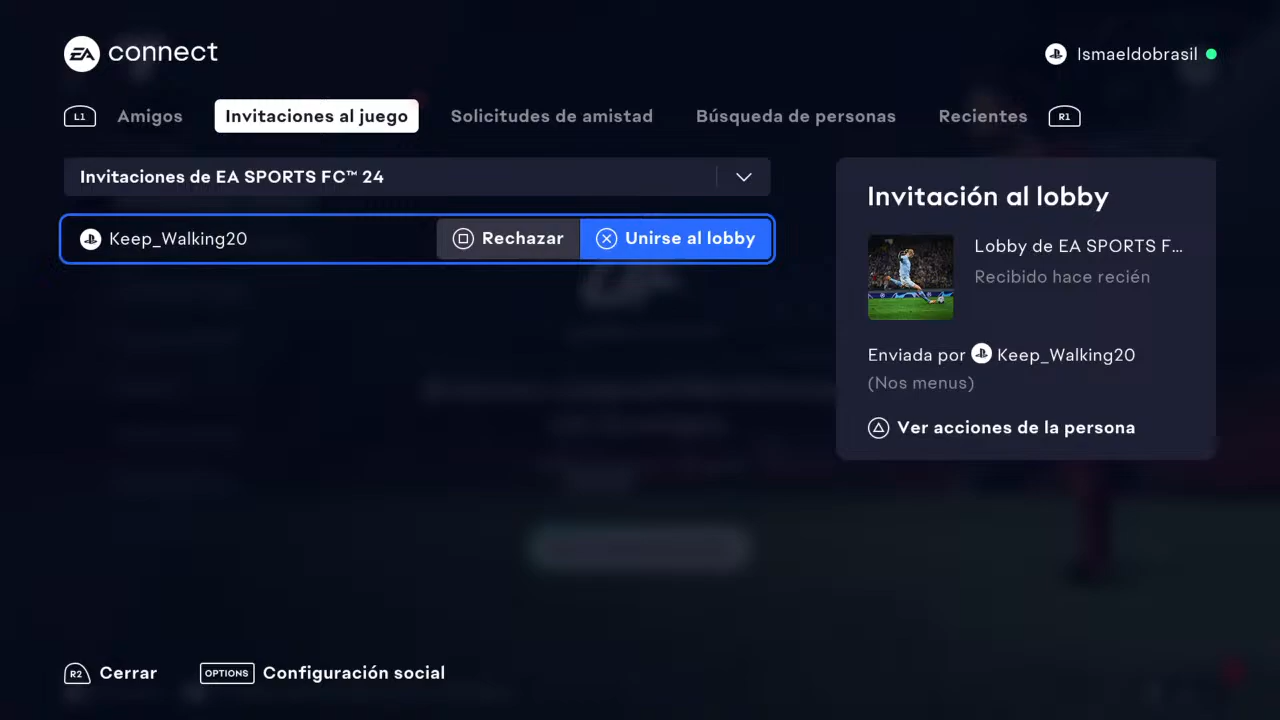 EA connect
Ismaeldobrasil
L1 Amigos Invitaciones al juego Solicitudes de amistad Búsqueda de personas Recientes R1
Invitaciones de EA SPORTS FC™ 24
Keep_Walking20 Rechazar Unirse al lobby
Invitación al lobby
Lobby de EA SPORTS F...
Recibido hace recién
Enviada por Keep_Walking20
(Nos menus)
Ver acciones de la persona
R2 Cerrar OPTIONS Configuración social